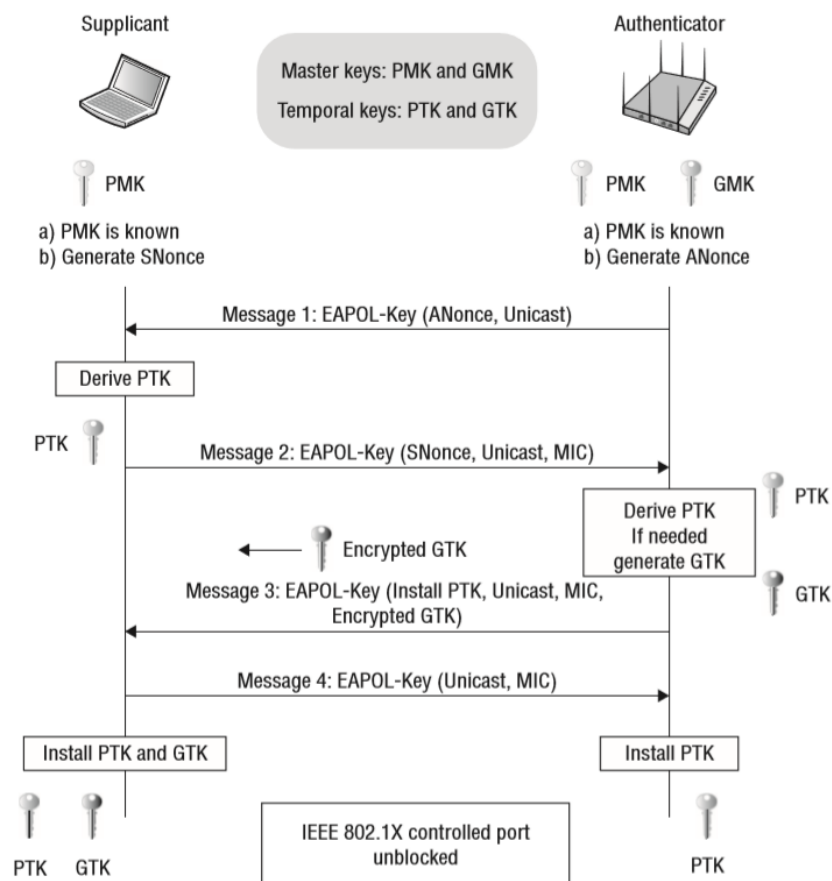 Supplicant
Authenticator
Master keys: PMK and GMK
Temporal keys: PTK and GTK
PMK
PMK
GMK
a) PMK is known
b) Generate SNonce
a) PMK is known
b) Generate ANonce
Message 1: EAPOL-Key (ANonce, Unicast)
Derive PTK
PTK
Message 2: EAPOL-Key (SNonce, Unicast, MIC)
Derive PTK
If needed
generate GTK
PTK
GTK
Encrypted GTK
Message 3: EAPOL-Key (Install PTK, Unicast, MIC,
Encrypted GTK)
Message 4: EAPOL-Key (Unicast, MIC)
Install PTK and GTK
Install PTK
PTK
GTK
IEEE 802.1X controlled port
unblocked
PTK